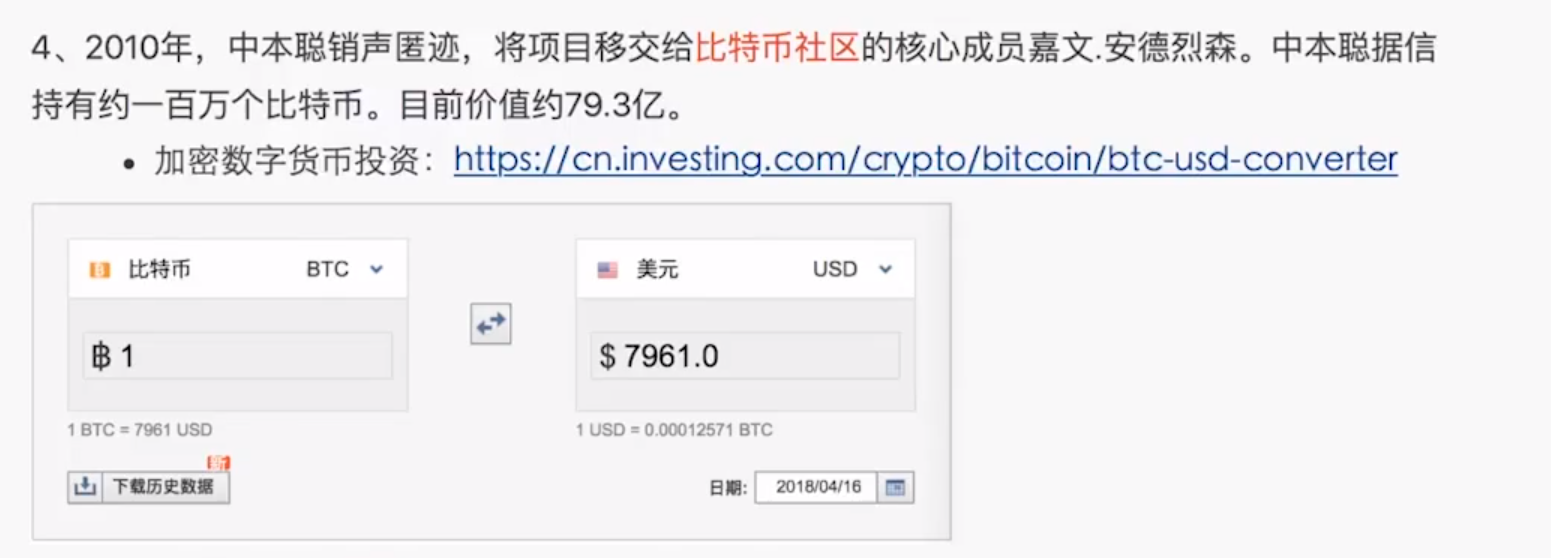 4、2010年，中本聪销声匿迹，将项目移交给比特币社区的核心成员嘉文.安德烈森。中本聪据信
持有约一百万个比特币。目前价值约79.3亿。
• 加密数字货币投资：https://cn.investing.com/crypto/bitcoin/btc-usd-converter
比特币 BTC
美元 USD
฿ 1
$ 7961.0
1 BTC = 7961 USD
1 USD = 0.00012571 BTC
新
下载历史数据
日期: 2018/04/16